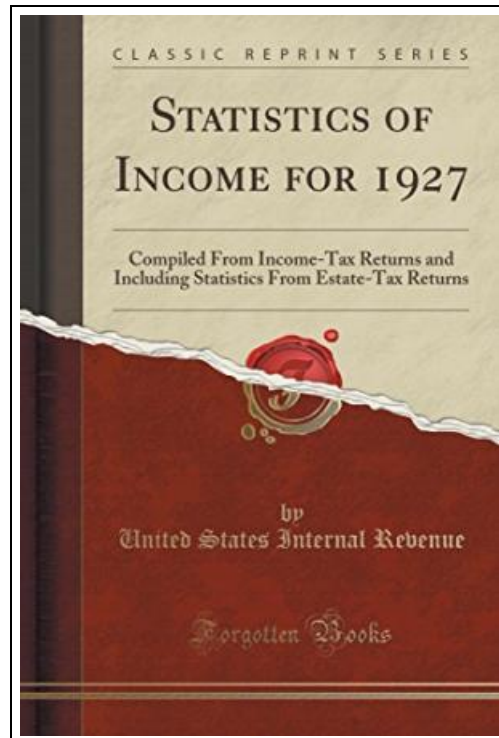 CLASSIC REPRINT SERIES
STATISTICS OF
INCOME FOR 1927
Compiled From Income-Tax Returns and
Including Statistics From Estate-Tax Returns
by
United States Internal Revenue
Forgotten Books